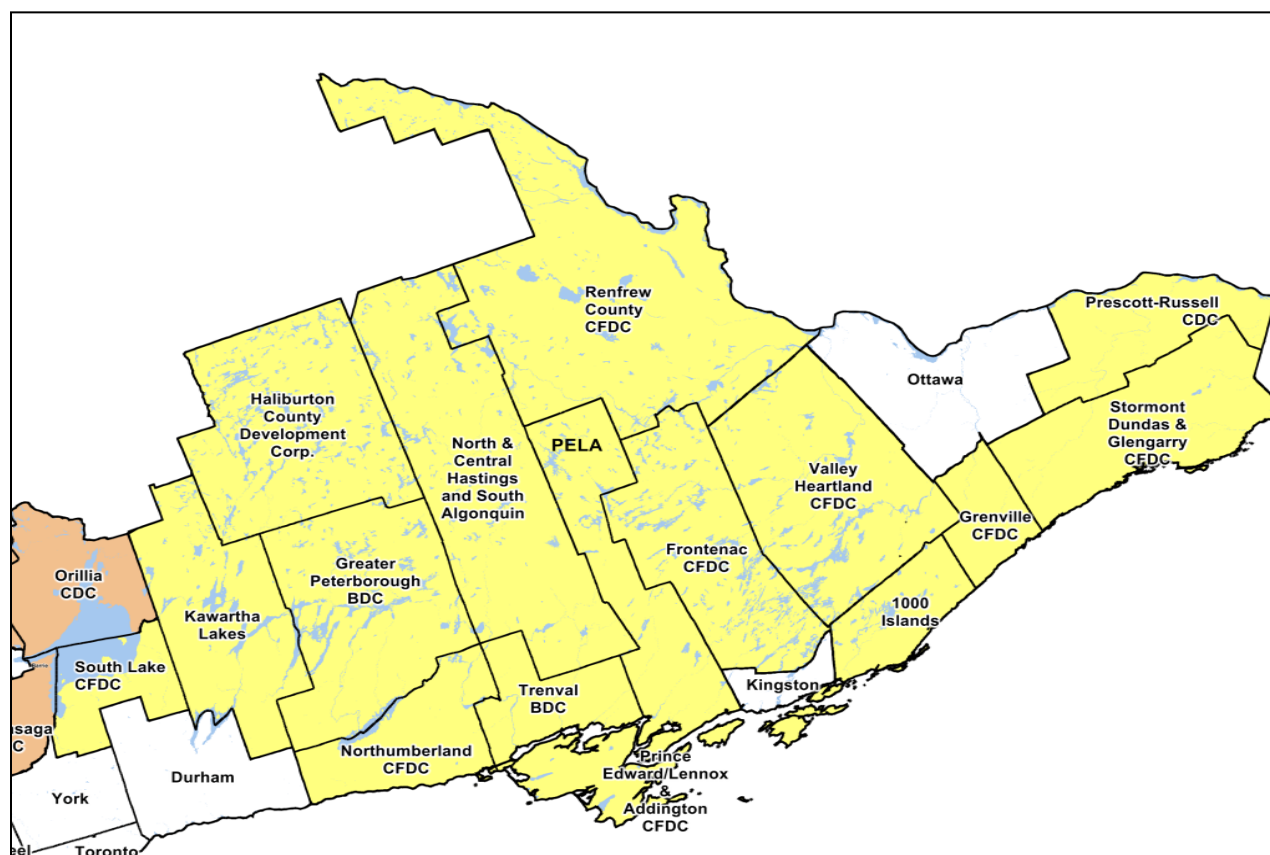 Renfrew
County
CFDC
Prescott-Russell
CDC
Ottawa
Haliburton
County
Development
Corp.
Stormont
Dundas &
Glengarry
CFDC
North &
Central
Hastings
and South
Algonquin
PELA
Valley
Heartland
CFDC
Grenville
CFDC
Frontenac
CFDC
Greater
Peterborough
BDC
Orillia
CDC
Kawartha
Lakes
1000
Islands
South Lake
CFDC
Kingston
Trenval
BDC
nsaga
C
Northumberland
CFDC
Durham
Prince
Edward/Lennox
&
Addington
CFDC
York
eel
Toronto